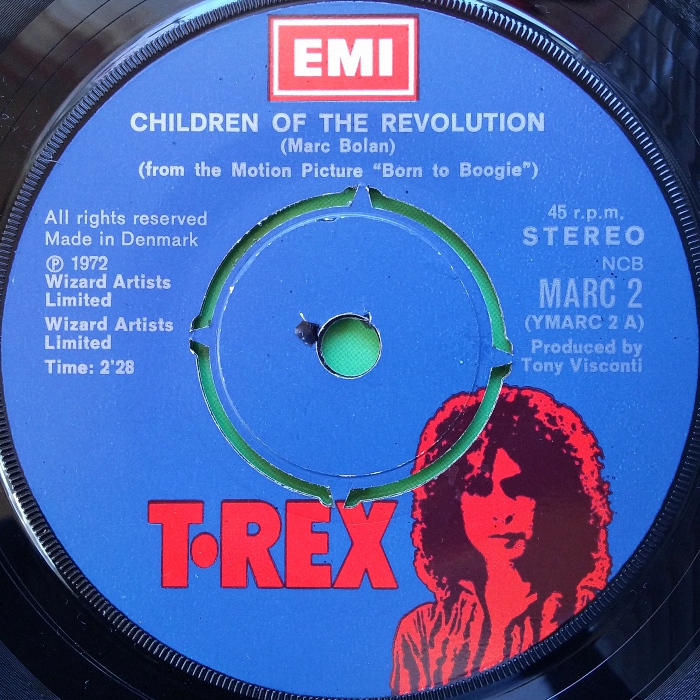 EMI
CHILDREN OF THE REVOLUTION
(Marc Bolan)
(from the Motion Picture "Born to Boogie")
All rights reserved
Made in Denmark
Ⓟ 1972
Wizard Artists
Limited
Wizard Artists
Limited
Time: 2'28
45 r.p.m.
STEREO
NCB
MARC 2
(YMARC 2 A)
Produced by
Tony Visconti
T•REX